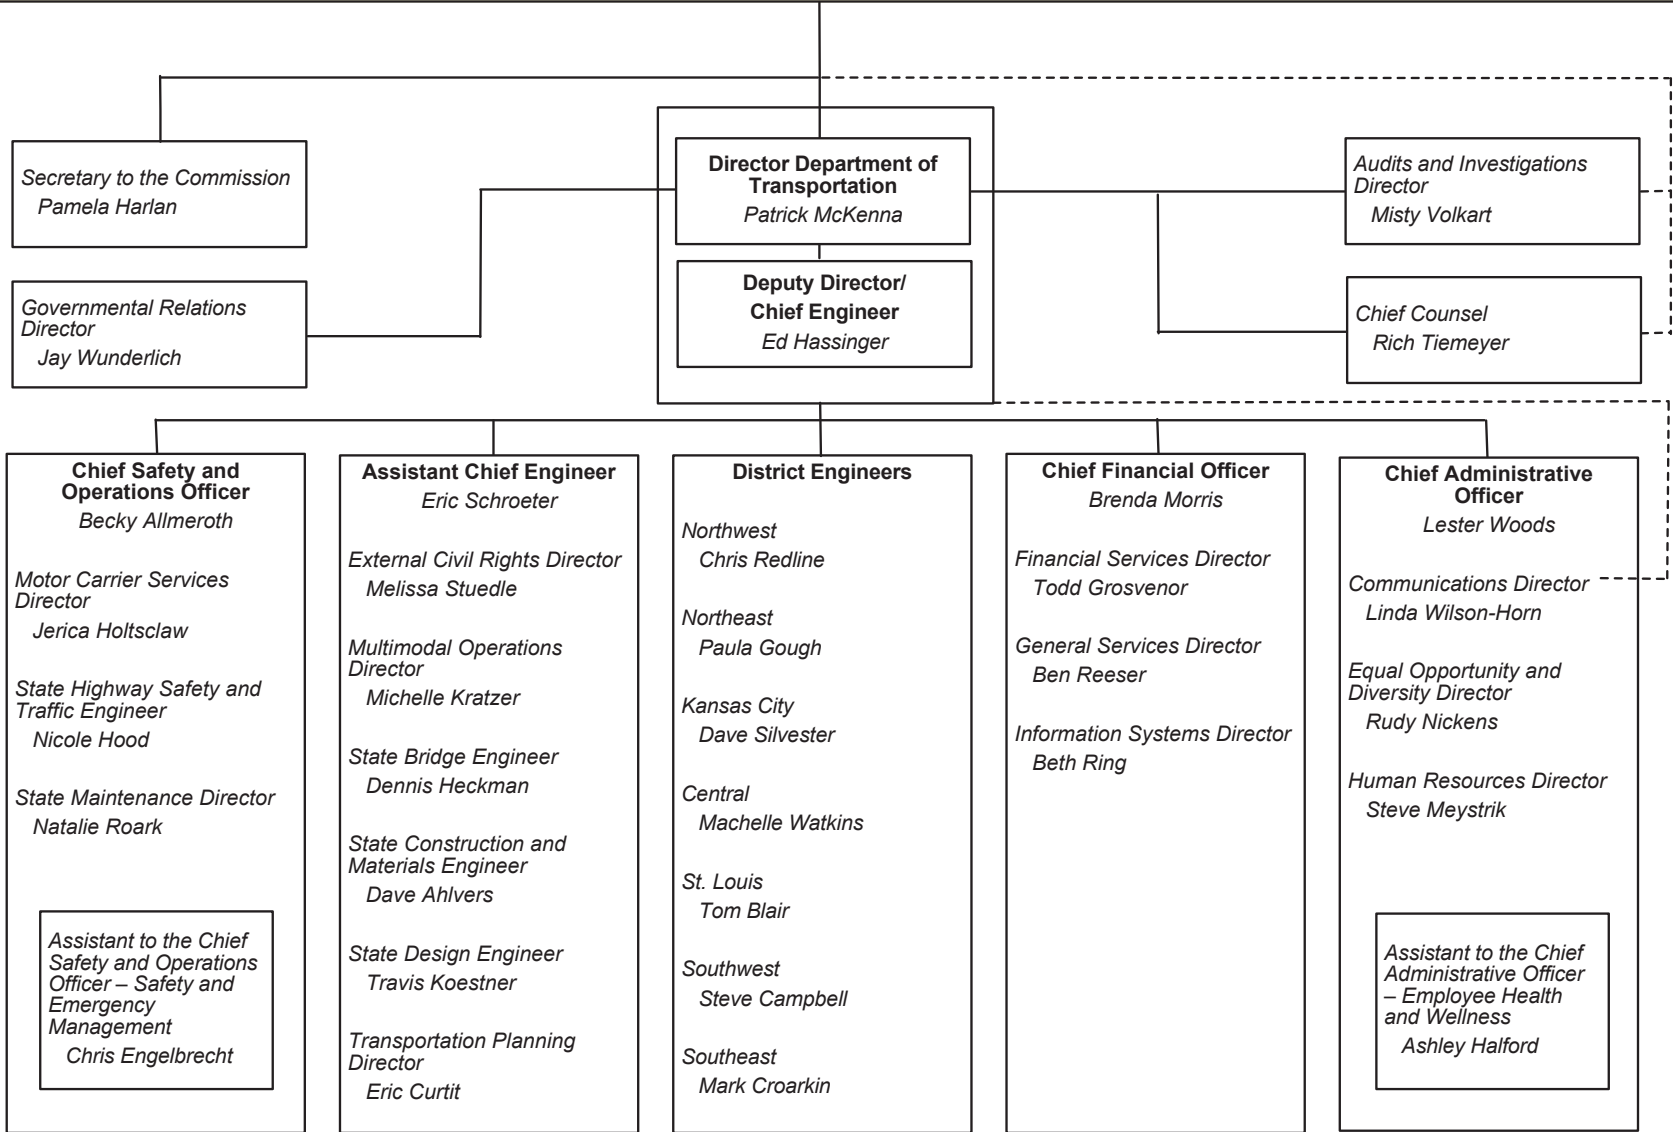 Secretary to the Commission
Pamela Harlan
Governmental Relations
Director
Jay Wunderlich
Director Department of
Transportation
Patrick McKenna
Deputy Director/
Chief Engineer
Ed Hassinger
Audits and Investigations
Director
Misty Volkart
Chief Counsel
Rich Tiemeyer
Chief Safety and
Operations Officer
Becky Allmeroth
Motor Carrier Services
Director
Jerica Holtsclaw
State Highway Safety and
Traffic Engineer
Nicole Hood
State Maintenance Director
Natalie Roark
Assistant to the Chief
Safety and Operations
Officer – Safety and
Emergency
Management
Chris Engelbrecht
Assistant Chief Engineer
Eric Schroeter
External Civil Rights Director
Melissa Stuedle
Multimodal Operations
Director
Michelle Kratzer
State Bridge Engineer
Dennis Heckman
State Construction and
Materials Engineer
Dave Ahlvers
State Design Engineer
Travis Koestner
Transportation Planning
Director
Eric Curtit
District Engineers
Northwest
Chris Redline
Northeast
Paula Gough
Kansas City
Dave Silvester
Central
Machelle Watkins
St. Louis
Tom Blair
Southwest
Steve Campbell
Southeast
Mark Croarkin
Chief Financial Officer
Brenda Morris
Financial Services Director
Todd Grosvenor
General Services Director
Ben Reeser
Information Systems Director
Beth Ring
Chief Administrative
Officer
Lester Woods
Communications Director
Linda Wilson-Horn
Equal Opportunity and
Diversity Director
Rudy Nickens
Human Resources Director
Steve Meystrik
Assistant to the Chief
Administrative Officer
– Employee Health
and Wellness
Ashley Halford